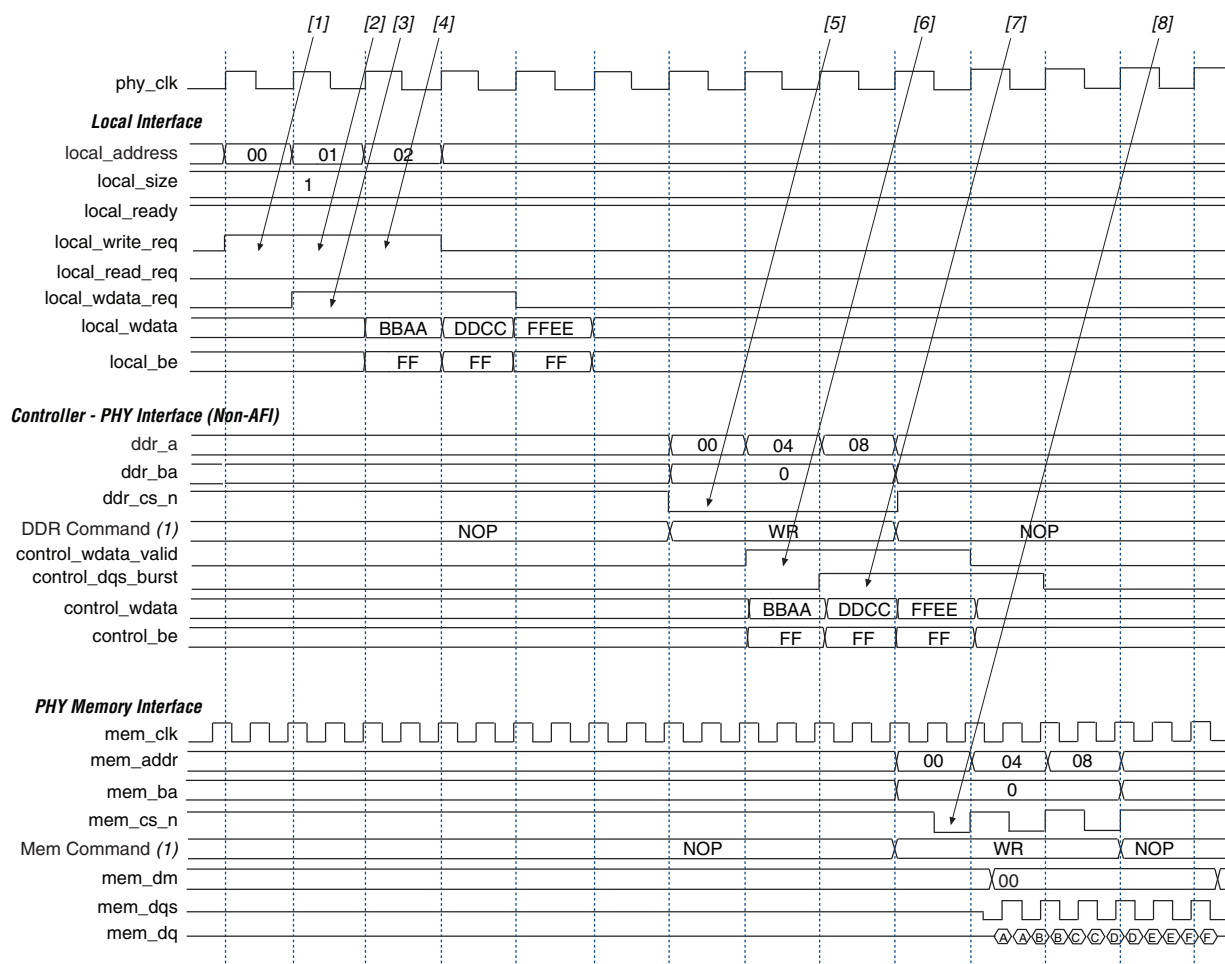 [1] [2] [3] [4] [5] [6] [7] [8]
phy_clk
Local Interface
local_address 00 01 02
local_size 1
local_ready
local_write_req
local_read_req
local_wdata_req
local_wdata BBAA DDCC FFEE
local_be FF FF FF
Controller - PHY Interface (Non-AFI)
ddr_a 00 04 08
ddr_ba 0
ddr_cs_n
DDR Command (1) NOP WR NOP
control_wdata_valid
control_dqs_burst
control_wdata BBAA DDCC FFEE
control_be FF FF FF
PHY Memory Interface
mem_clk
mem_addr 00 04 08
mem_ba 0
mem_cs_n
Mem Command (1) NOP WR NOP
mem_dm 00
mem_dqs
mem_dq A A B B C C D D E E F F